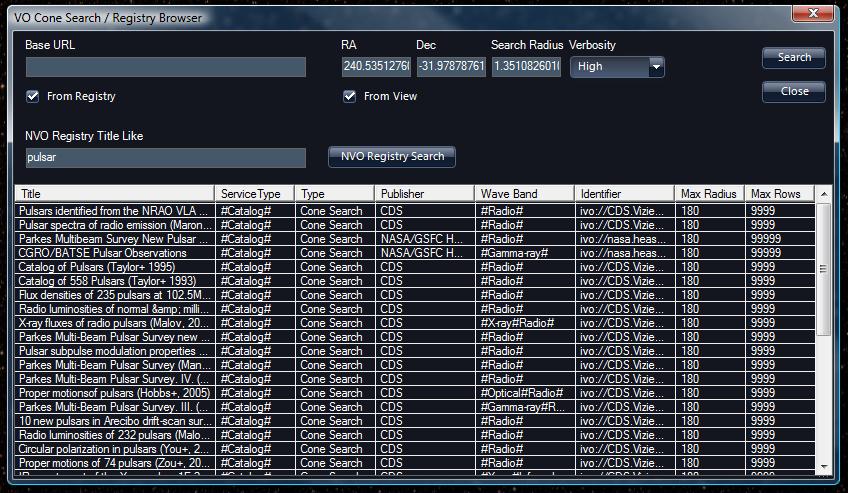 VO Cone Search / Registry Browser
Base URL RA Dec Search Radius Verbosity
240.53512760 -31.97878761 1.3510826010 High Search
From Registry From View Close
NVO Registry Title Like
pulsar NVO Registry Search
Title ServiceType Type Publisher Wave Band Identifier Max Radius Max Rows
Pulsars identified from the NRAO VLA ... #Catalog# Cone Search CDS #Radio# ivo://CDS.Vizie... 180 9999
Pulsar spectra of radio emission (Maron... #Catalog# Cone Search CDS #Radio# ivo://CDS.Vizie... 180 9999
Parkes Multibeam Survey New Pulsar ... #Catalog# Cone Search NASA/GSFC H... #Radio# ivo://nasa.heas... 180 99999
CGRO/BATSE Pulsar Observations #Catalog# Cone Search NASA/GSFC H... #Gamma-ray# ivo://nasa.heas... 180 99999
Catalog of Pulsars (Taylor+ 1995) #Catalog# Cone Search CDS #Radio# ivo://CDS.Vizie... 180 9999
Catalog of 558 Pulsars (Taylor+ 1993) #Catalog# Cone Search CDS #Radio# ivo://CDS.Vizie... 180 9999
Flux densities of 235 pulsars at 102.5M... #Catalog# Cone Search CDS #Radio# ivo://CDS.Vizie... 180 9999
Radio luminosities of normal &amp; milli... #Catalog# Cone Search CDS #Radio# ivo://CDS.Vizie... 180 9999
X-ray fluxes of radio pulsars (Malov, 20... #Catalog# Cone Search CDS #X-ray#Radio# ivo://CDS.Vizie... 180 9999
Parkes Multi-Beam Pulsar Survey new ... #Catalog# Cone Search CDS #Radio# ivo://CDS.Vizie... 180 9999
Pulsar subpulse modulation properties ... #Catalog# Cone Search CDS #Radio# ivo://CDS.Vizie... 180 9999
Parkes Multi-Beam Pulsar Survey (Man... #Catalog# Cone Search CDS #Radio# ivo://CDS.Vizie... 180 9999
Parkes Multi-Beam Pulsar Survey. IV. (... #Catalog# Cone Search CDS #Radio# ivo://CDS.Vizie... 180 9999
Proper motionsof pulsars (Hobbs+, 2005) #Catalog# Cone Search CDS #Optical#Radio# ivo://CDS.Vizie... 180 9999
Parkes Multi-Beam Pulsar Survey. III. (... #Catalog# Cone Search CDS #Gamma-ray#R... ivo://CDS.Vizie... 180 9999
10 new pulsars in Arecibo drift-scan sur... #Catalog# Cone Search CDS #Radio# ivo://CDS.Vizie... 180 9999
Radio luminosities of 232 pulsars (Malo... #Catalog# Cone Search CDS #Radio# ivo://CDS.Vizie... 180 9999
Circular polarization in pulsars (You+, 2... #Catalog# Cone Search CDS #Radio# ivo://CDS.Vizie... 180 9999
Proper motions of 74 pulsars (Zou+, 20... #Catalog# Cone Search CDS #Radio# ivo://CDS.Vizie... 180 9999